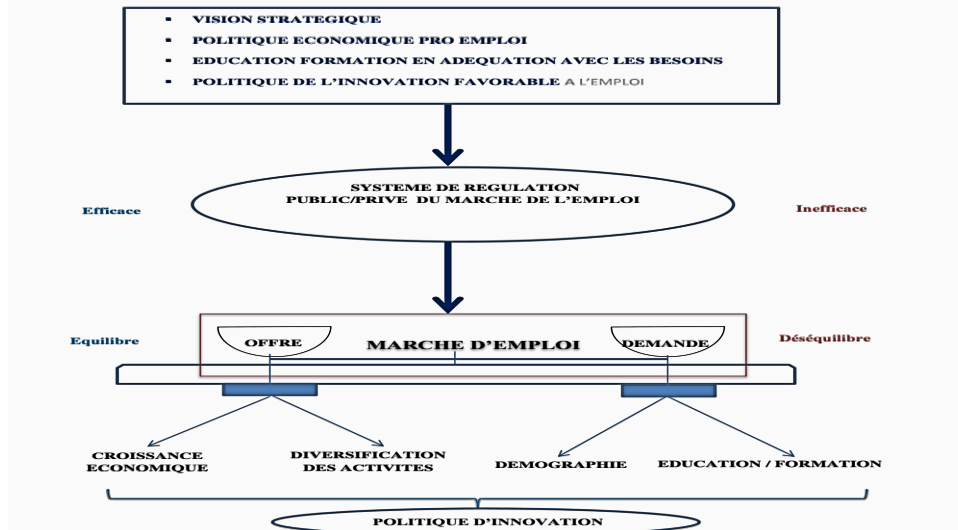 ▪ VISION STRATEGIQUE
▪ POLITIQUE ECONOMIQUE PRO EMPLOI
▪ EDUCATION FORMATION EN ADEQUATION AVEC LES BESOINS
▪ POLITIQUE DE L'INNOVATION FAVORABLE A L'EMPLOI
SYSTEME DE REGULATION
PUBLIC/PRIVE DU MARCHE DE L'EMPLOI
Efficace
Inefficace
Equilibre
OFFRE
MARCHE D'EMPLOI
DEMANDE
Déséquilibre
CROISSANCE
ECONOMIQUE
DIVERSIFICATION
DES ACTIVITES
DEMOGRAPHIE
EDUCATION / FORMATION
POLITIQUE D'INNOVATION